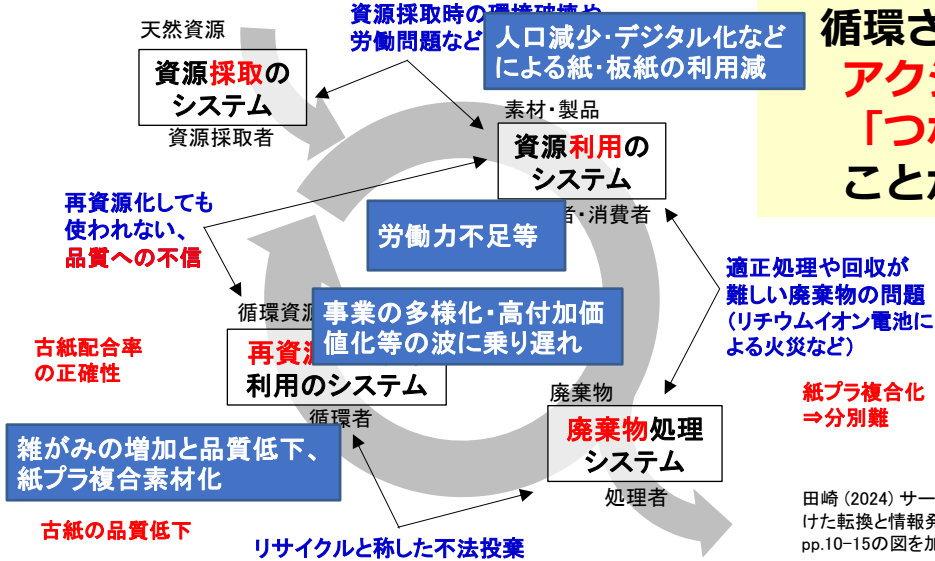 天然資源
資源採取の
システム
資源採取者
資源採取時の環境破壊や
労働問題など
人口減少・デジタル化など
による紙・板紙の利用減
循環さ
アク
「つ
こと
素材・製品
資源利用の
システム
者・消費者
再資源化しても
使われない、
品質への不信
労働力不足等
適正処理や回収が
難しい廃棄物の問題
(リチウムイオン電池に
よる火災など)
循環資源
事業の多様化・高付加価
値化等の波に乗り遅れ
再資
利用のシステム
循環者
古紙配合率
の正確性
廃棄物
廃棄物処理
システム
処理者
紙プラ複合化
⇒分別難
雑がみの増加と品質低下、
紙プラ複合素材化
古紙の品質低下
リサイクルと称した不法投棄
田崎 (2024) サー
けた転換と情報発
pp.10-15の図を加